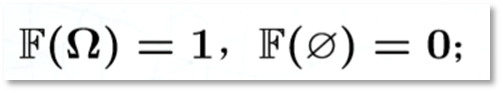 𝔽(Ω) = 1, 𝔽(∅) = 0;